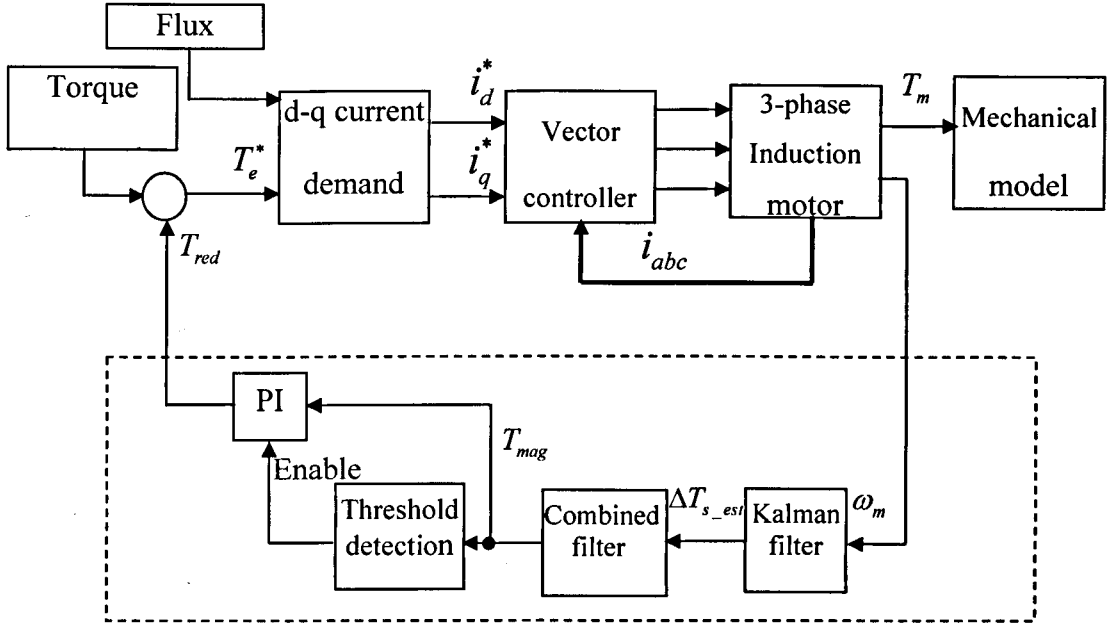 Flux
Torque
d-q current
demand
T_e^*
T_red
i_d^*
i_q^*
Vector
controller
i_abc
3-phase
Induction
motor
T_m
Mechanical
model
PI
Enable
T_mag
Threshold
detection
Combined
filter
ΔT_s_est
Kalman
filter
ω_m